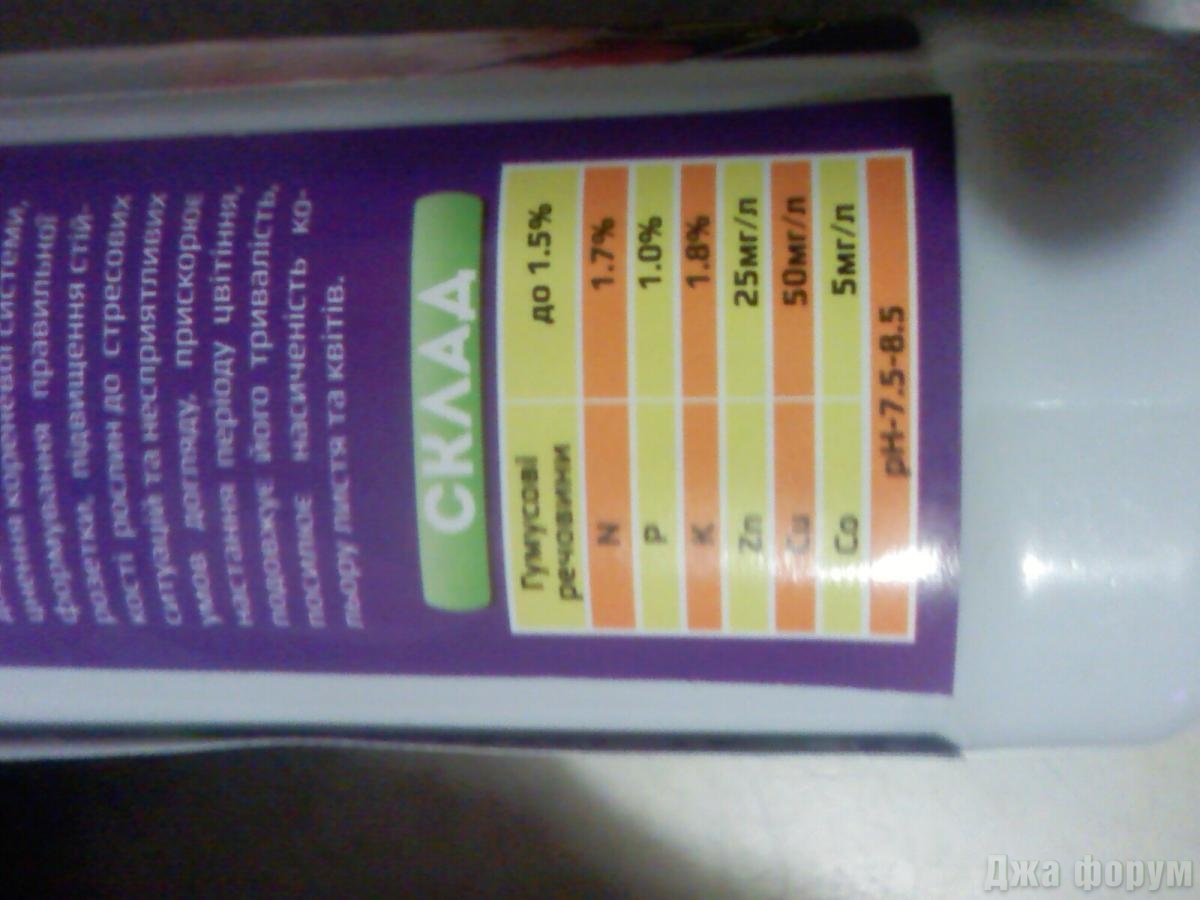 кореневої системи,
формування правильної
розетки, підвищення стій-
кості рослин до стресових
ситуацій та несприятливих
умов догляду, прискорює
настання періоду цвітіння,
подовжує його тривалість,
посилює насиченість ко-
льору листя та квітів.
СКЛАД
Гумусові речовини до 1.5%
N 1.7%
P 1.0%
K 1.8%
Zn 25мг/л
Cu 50мг/л
Co 5мг/л
pH-7.5-8.5
Джа форум